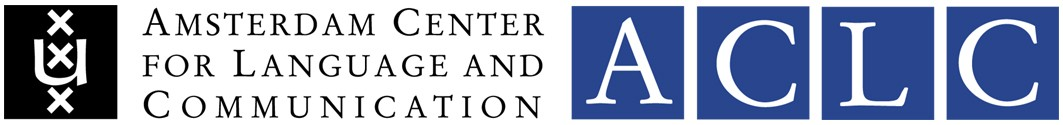 AMSTERDAM CENTER
FOR LANGUAGE AND
COMMUNICATION
ACLC